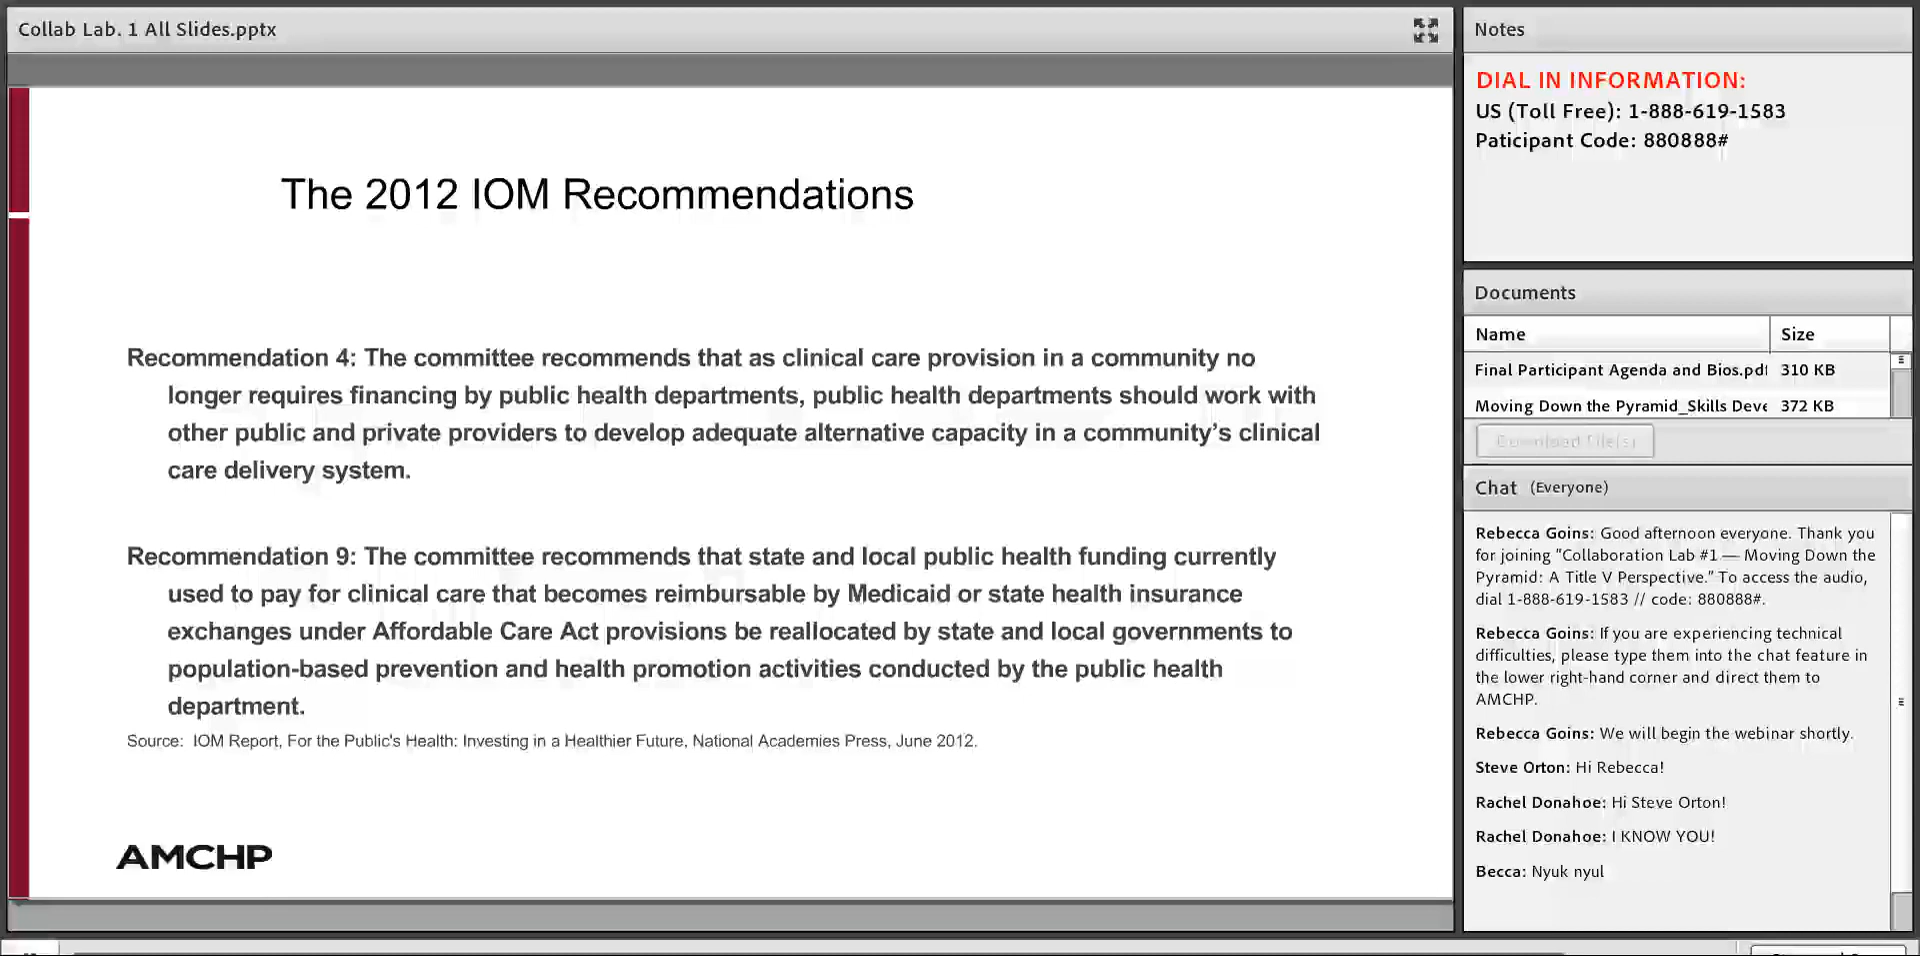 Collab Lab. 1 All Slides.pptx
The 2012 IOM Recommendations
Recommendation 4: The committee recommends that as clinical care provision in a community no
longer requires financing by public health departments, public health departments should work with
other public and private providers to develop adequate alternative capacity in a community's clinical
care delivery system.
Recommendation 9: The committee recommends that state and local public health funding currently
used to pay for clinical care that becomes reimbursable by Medicaid or state health insurance
exchanges under Affordable Care Act provisions be reallocated by state and local governments to
population-based prevention and health promotion activities conducted by the public health
department.
Source: IOM Report, For the Public's Health: Investing in a Healthier Future, National Academies Press, June 2012.
AMCHP
Notes
DIAL IN INFORMATION:
US (Toll Free): 1-888-619-1583
Paticipant Code: 880888#
Documents
Name Size
Final Participant Agenda and Bios.pdf 310 KB
Moving Down the Pyramid_Skills Deve 372 KB
Download File(s)
Chat (Everyone)
Rebecca Goins: Good afternoon everyone. Thank you
for joining "Collaboration Lab #1 — Moving Down the
Pyramid: A Title V Perspective." To access the audio,
dial 1-888-619-1583 // code: 880888#.
Rebecca Goins: If you are experiencing technical
difficulties, please type them into the chat feature in
the lower right-hand corner and direct them to
AMCHP.
Rebecca Goins: We will begin the webinar shortly.
Steve Orton: Hi Rebecca!
Rachel Donahoe: Hi Steve Orton!
Rachel Donahoe: I KNOW YOU!
Becca: Nyuk nyul